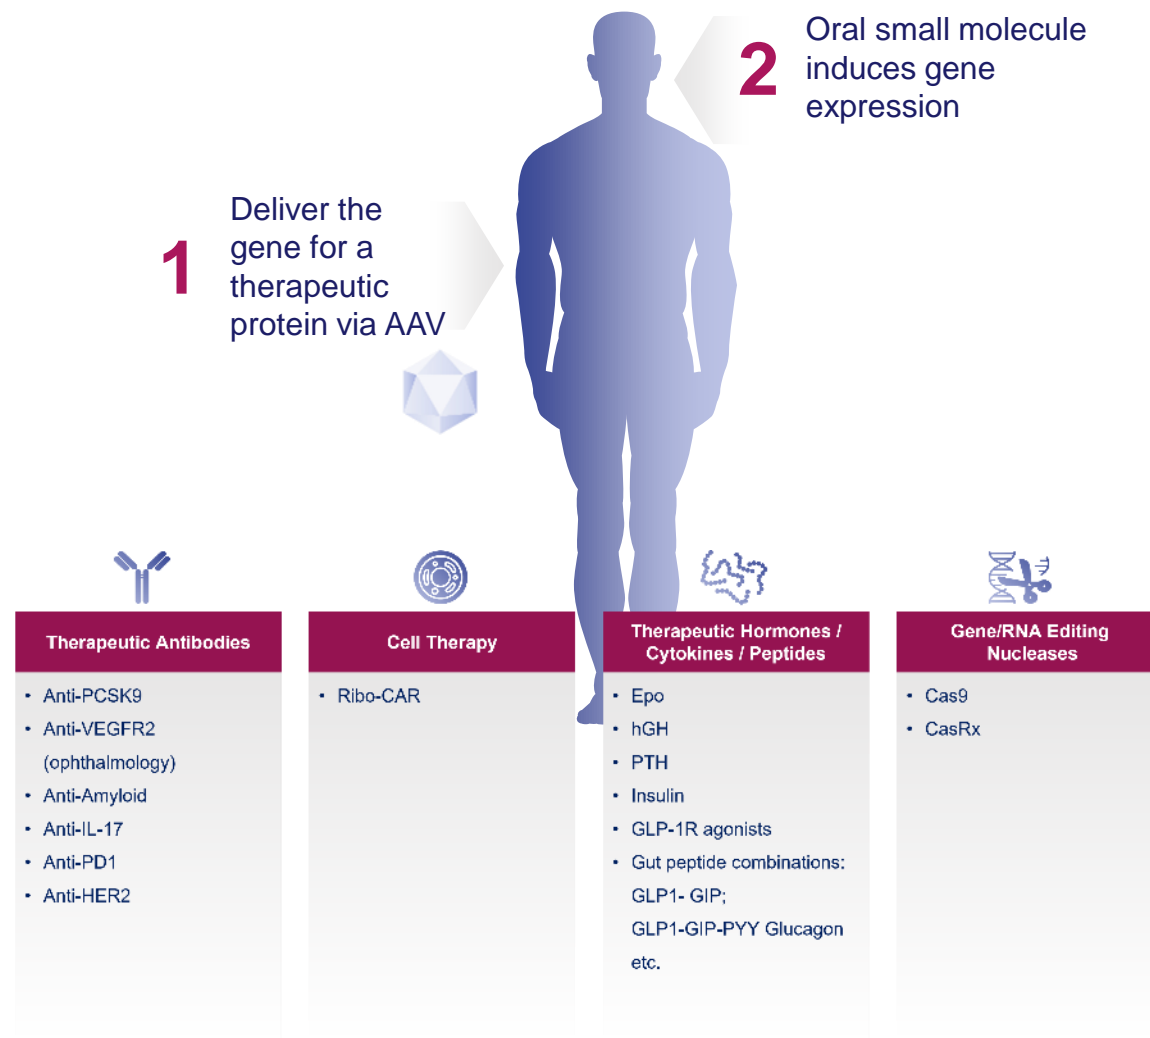 2
Oral small molecule
induces gene
expression
1
Deliver the
gene for a
therapeutic
protein via AAV
Therapeutic Antibodies
• Anti-PCSK9
• Anti-VEGFR2
(ophthalmology)
• Anti-Amyloid
• Anti-IL-17
• Anti-PD1
• Anti-HER2
Cell Therapy
• Ribo-CAR
Therapeutic Hormones /
Cytokines / Peptides
• Epo
• hGH
• PTH
• Insulin
• GLP-1R agonists
• Gut peptide combinations:
GLP1- GIP;
GLP1-GIP-PYY Glucagon
etc.
Gene/RNA Editing
Nucleases
• Cas9
• CasRx